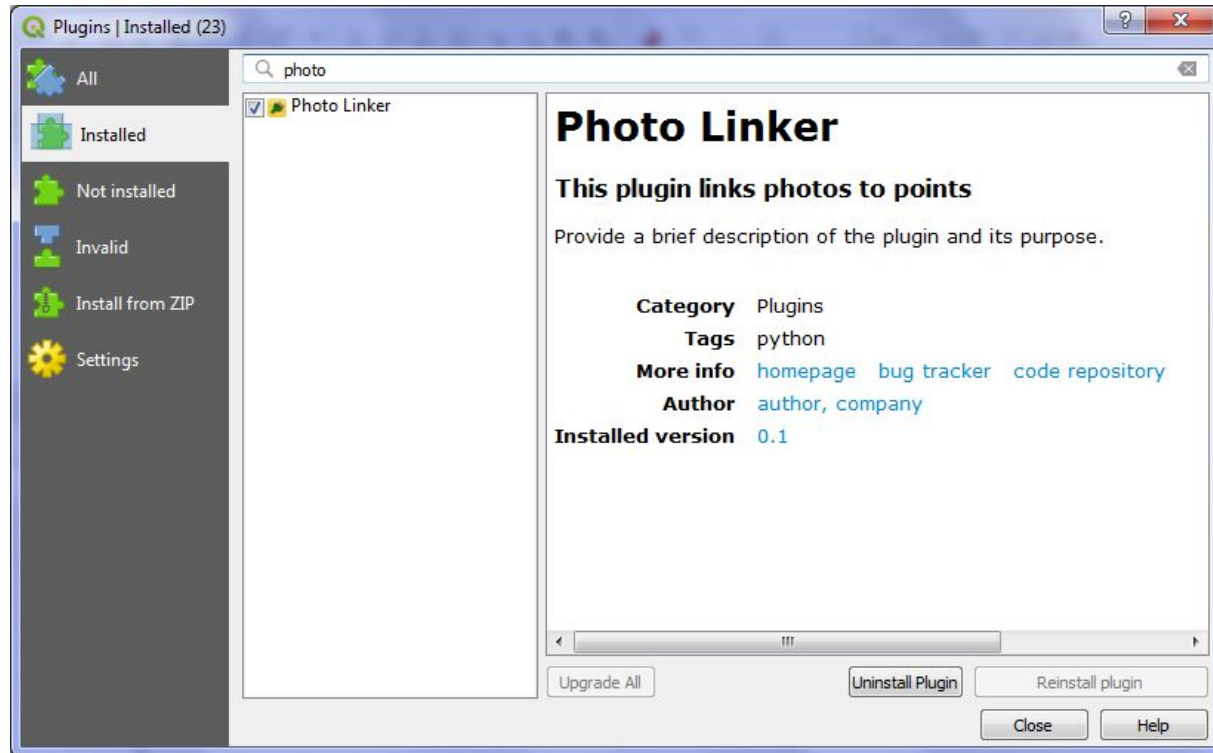 Plugins | Installed (23)
photo
All
Installed
Not installed
Invalid
Install from ZIP
Settings
Photo Linker
Photo Linker
This plugin links photos to points
Provide a brief description of the plugin and its purpose.
Category Plugins
Tags python
More info homepage bug tracker code repository
Author author, company
Installed version 0.1
Upgrade All Uninstall Plugin Reinstall plugin
Close Help